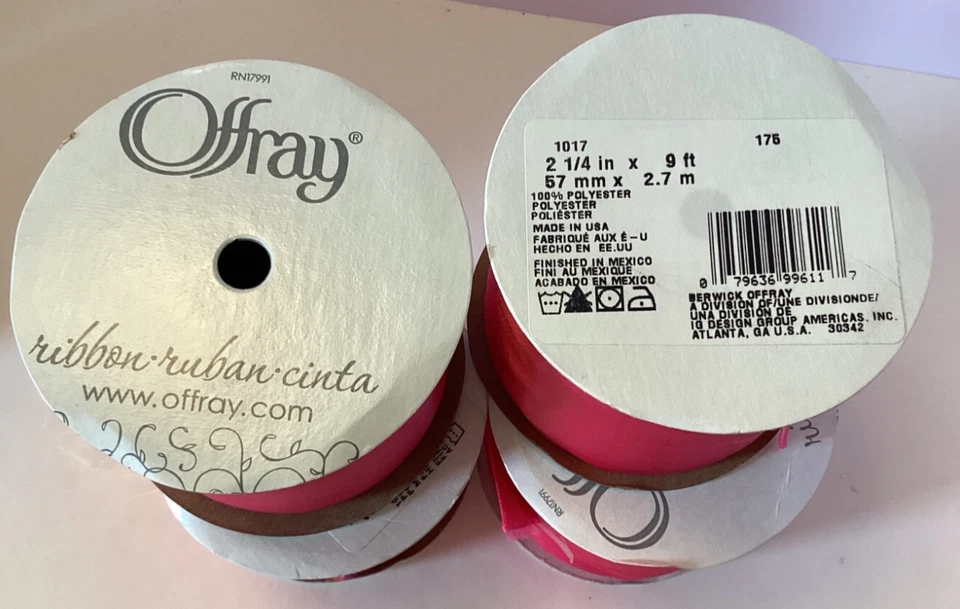 RN17991
Offray®
ribbon·ruban·cinta
www.offray.com
1017 175
2 1/4 in x 9 ft
57 mm x 2.7 m
100% POLYESTER
POLYESTER
POLIÉSTER
MADE IN USA
FABRIQUÉ AUX É-U
HECHO EN EE.UU
FINISHED IN MEXICO
FINI AU MEXIQUE
ACABADO EN MEXICO
0 79636 99611 7
BERWICK OFFRAY
A DIVISION OF/UNE DIVISIONDE/
UNA DIVISIÓN DE
IG DESIGN GROUP AMERICAS, INC.
ATLANTA, GA U.S.A. 30342
RN17991